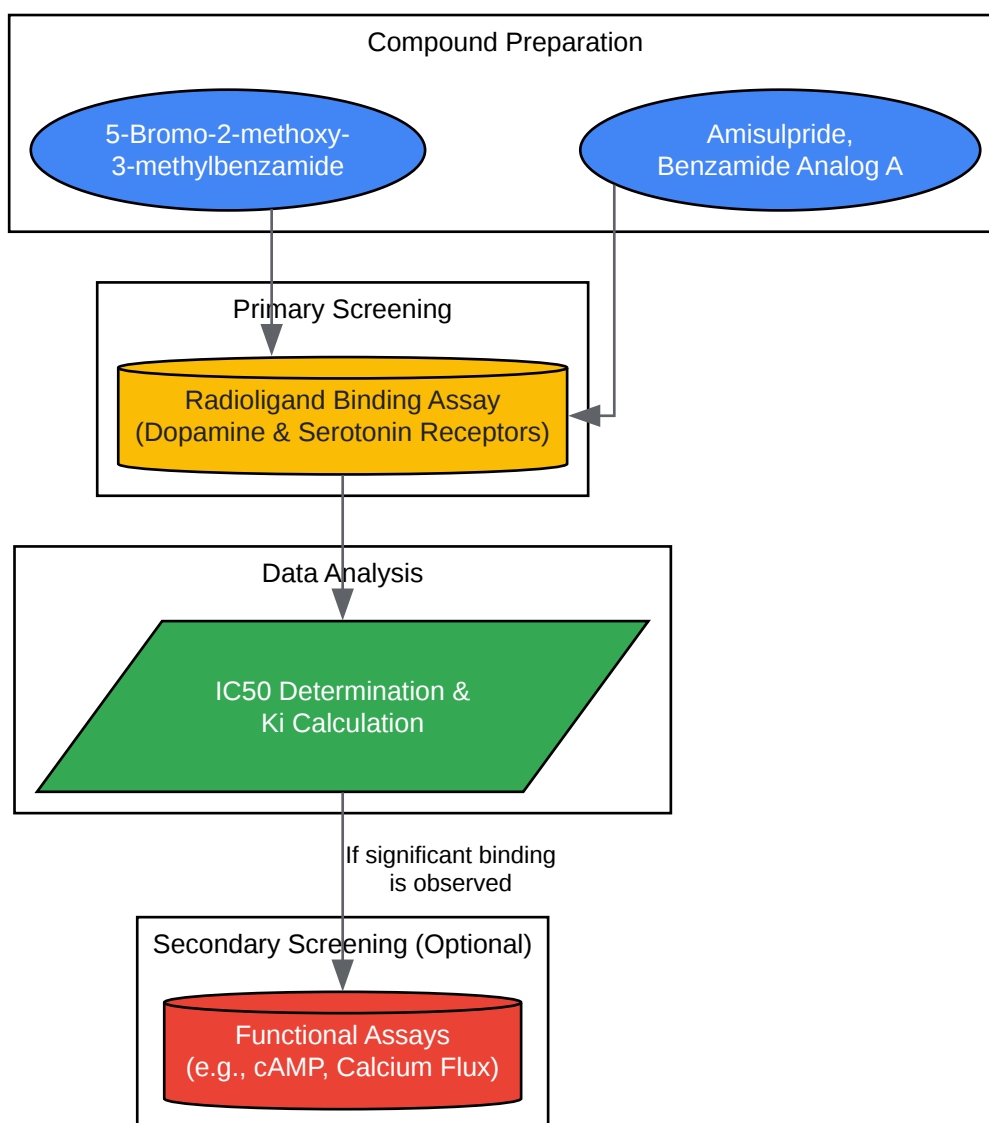 Compound Preparation
5-Bromo-2-methoxy-
3-methylbenzamide
Amisulpride,
Benzamide Analog A
Primary Screening
Radioligand Binding Assay
(Dopamine & Serotonin Receptors)
Data Analysis
IC50 Determination &
Ki Calculation
If significant binding
is observed
Secondary Screening (Optional)
Functional Assays
(e.g., cAMP, Calcium Flux)